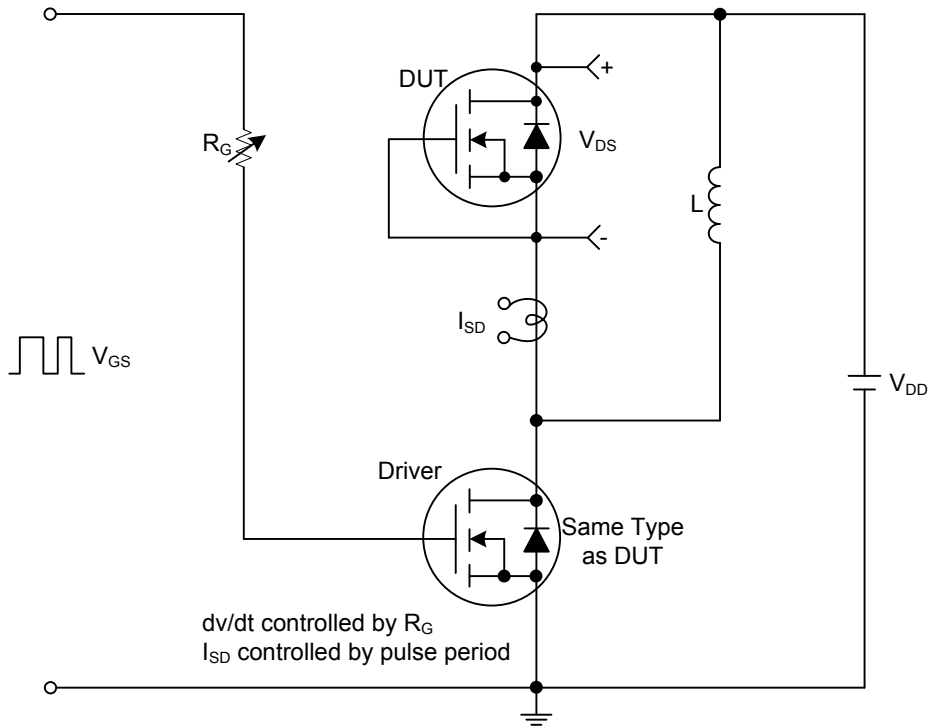 +
DUT
R_G
V_DS
L
-
I_SD
V_GS
V_DD
Driver
Same Type
as DUT
dv/dt controlled by R_G
I_SD controlled by pulse period